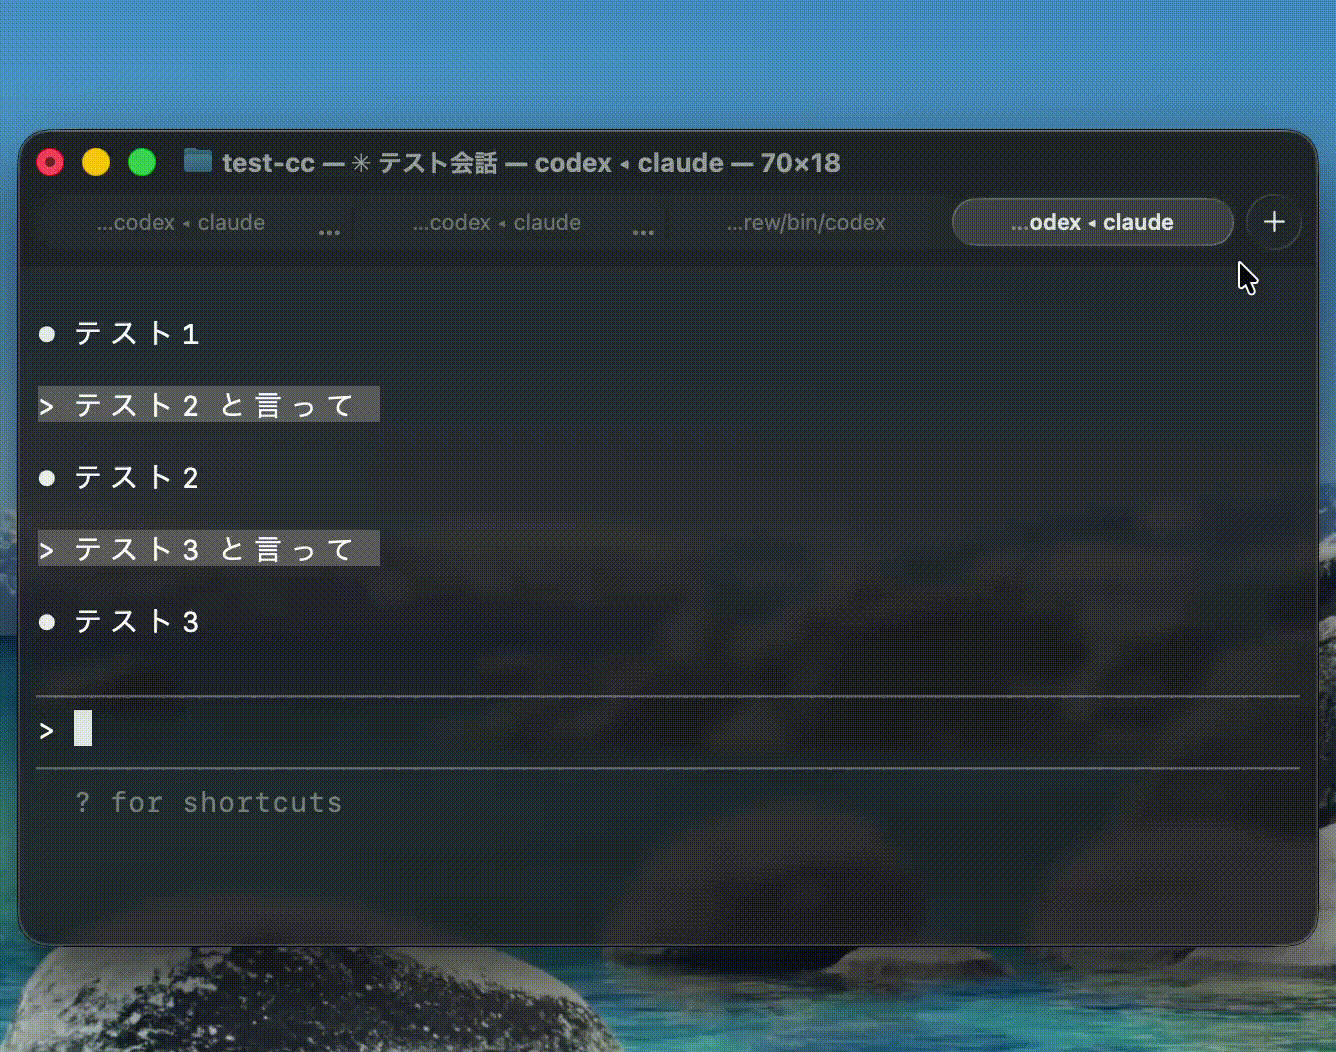 test-cc — ✳ テスト会話 — codex ◂ claude — 70×18
...codex ◂ claude ... ...codex ◂ claude ... ...rew/bin/codex ...odex ◂ claude +
● テスト1
> テスト2 と言って
● テスト2
> テスト3 と言って
● テスト3
>
? for shortcuts